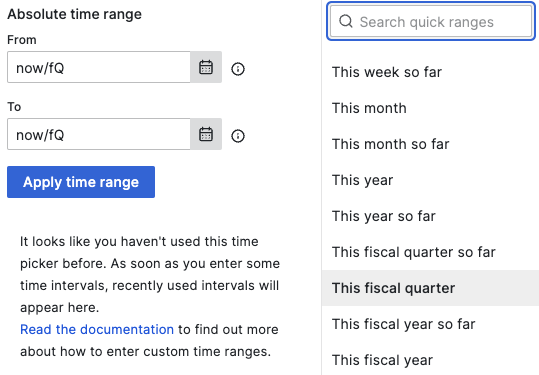 Absolute time range
From
now/fQ
To
now/fQ
Apply time range
It looks like you haven't used this time
picker before. As soon as you enter some
time intervals, recently used intervals will
appear here.
Read the documentation to find out more
about how to enter custom time ranges.
Search quick ranges
This week so far
This month
This month so far
This year
This year so far
This fiscal quarter so far
This fiscal quarter
This fiscal year so far
This fiscal year